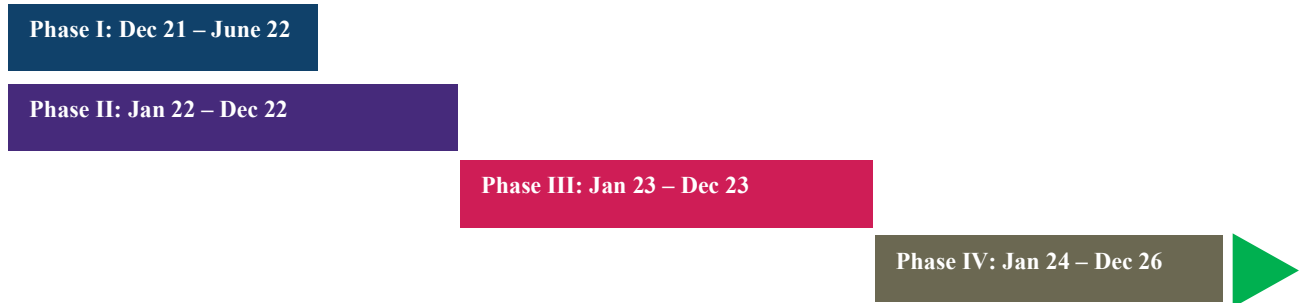 Phase I: Dec 21 – June 22
Phase II: Jan 22 – Dec 22
Phase III: Jan 23 – Dec 23
Phase IV: Jan 24 – Dec 26